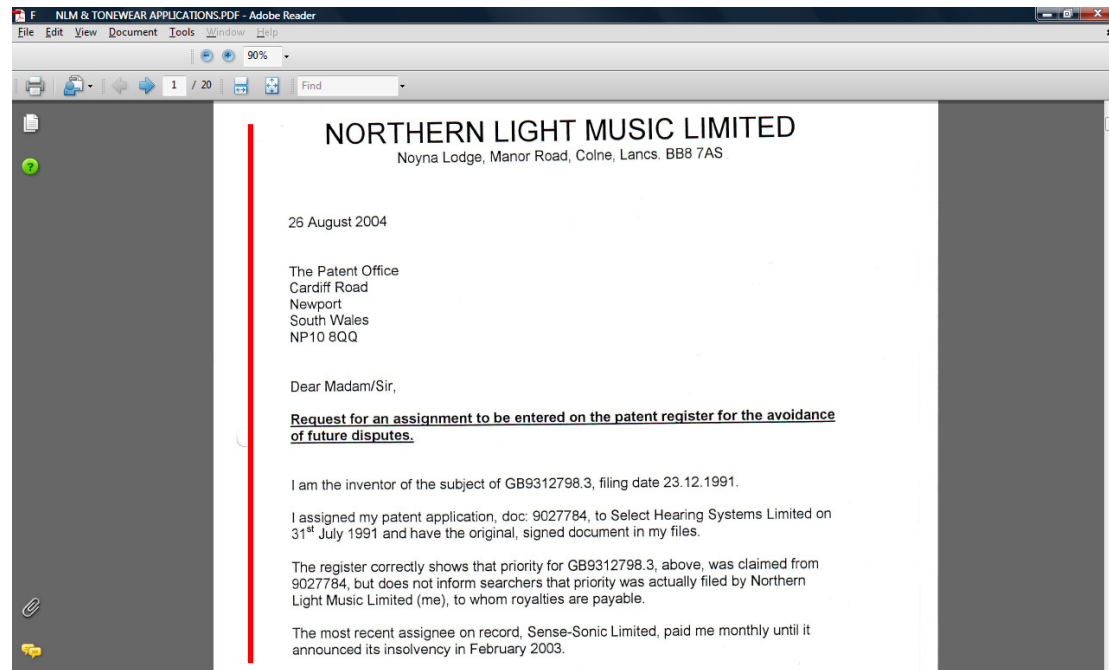 F NLM & TONEWEAR APPLICATIONS.PDF - Adobe Reader
File Edit View Document Tools Window Help
90%
1 / 20 Find
NORTHERN LIGHT MUSIC LIMITED
Noyna Lodge, Manor Road, Colne, Lancs. BB8 7AS
26 August 2004
The Patent Office
Cardiff Road
Newport
South Wales
NP10 8QQ
Dear Madam/Sir,
Request for an assignment to be entered on the patent register for the avoidance
of future disputes.
I am the inventor of the subject of GB9312798.3, filing date 23.12.1991.
I assigned my patent application, doc: 9027784, to Select Hearing Systems Limited on
31st July 1991 and have the original, signed document in my files.
The register correctly shows that priority for GB9312798.3, above, was claimed from
9027784, but does not inform searchers that priority was actually filed by Northern
Light Music Limited (me), to whom royalties are payable.
The most recent assignee on record, Sense-Sonic Limited, paid me monthly until it
announced its insolvency in February 2003.